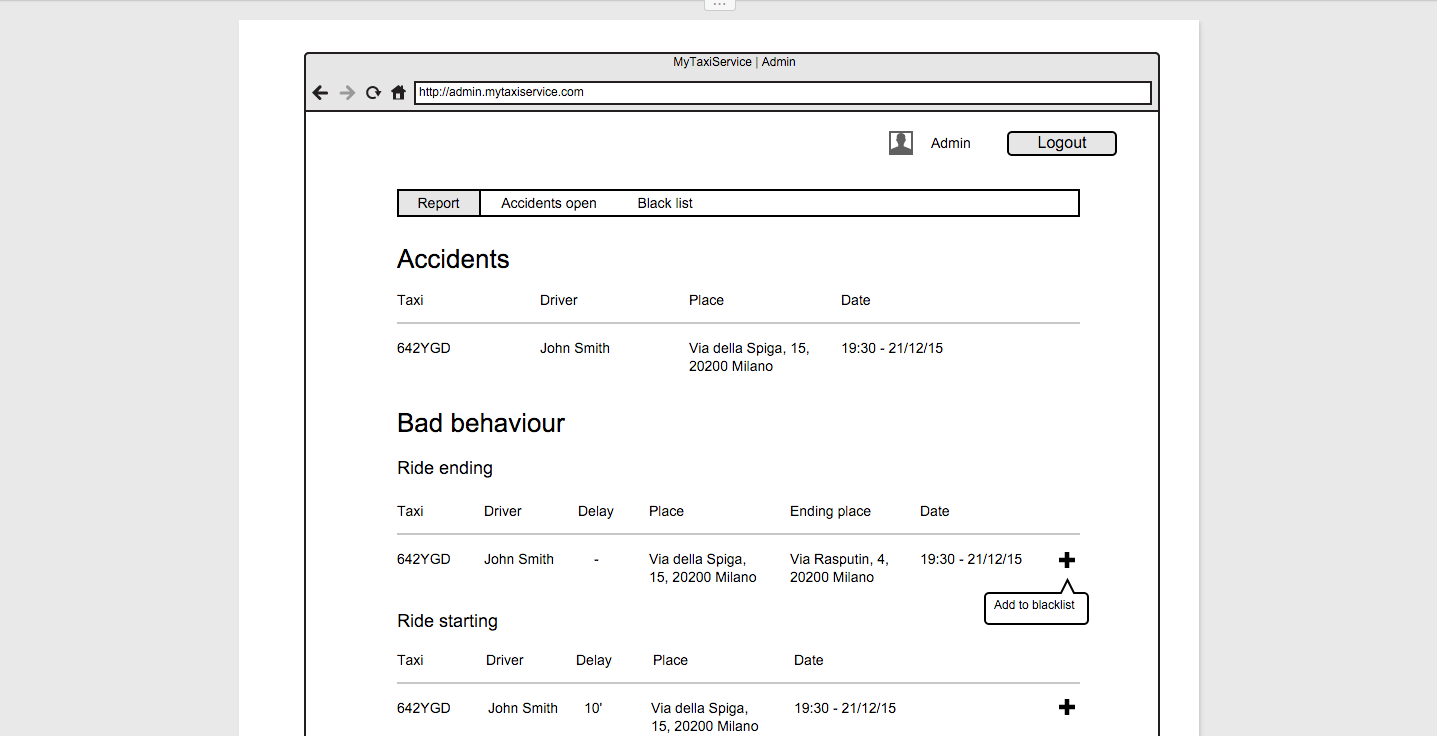 MyTaxiService | Admin
http://admin.mytaxiservice.com
Admin Logout
Report Accidents open Black list
Accidents
Taxi Driver Place Date
642YGD John Smith Via della Spiga, 15, 19:30 - 21/12/15
20200 Milano
Bad behaviour
Ride ending
Taxi Driver Delay Place Ending place Date
642YGD John Smith - Via della Spiga, Via Rasputin, 4, 19:30 - 21/12/15
15, 20200 Milano 20200 Milano
Add to blacklist
Ride starting
Taxi Driver Delay Place Date
642YGD John Smith 10' Via della Spiga, 19:30 - 21/12/15
15, 20200 Milano